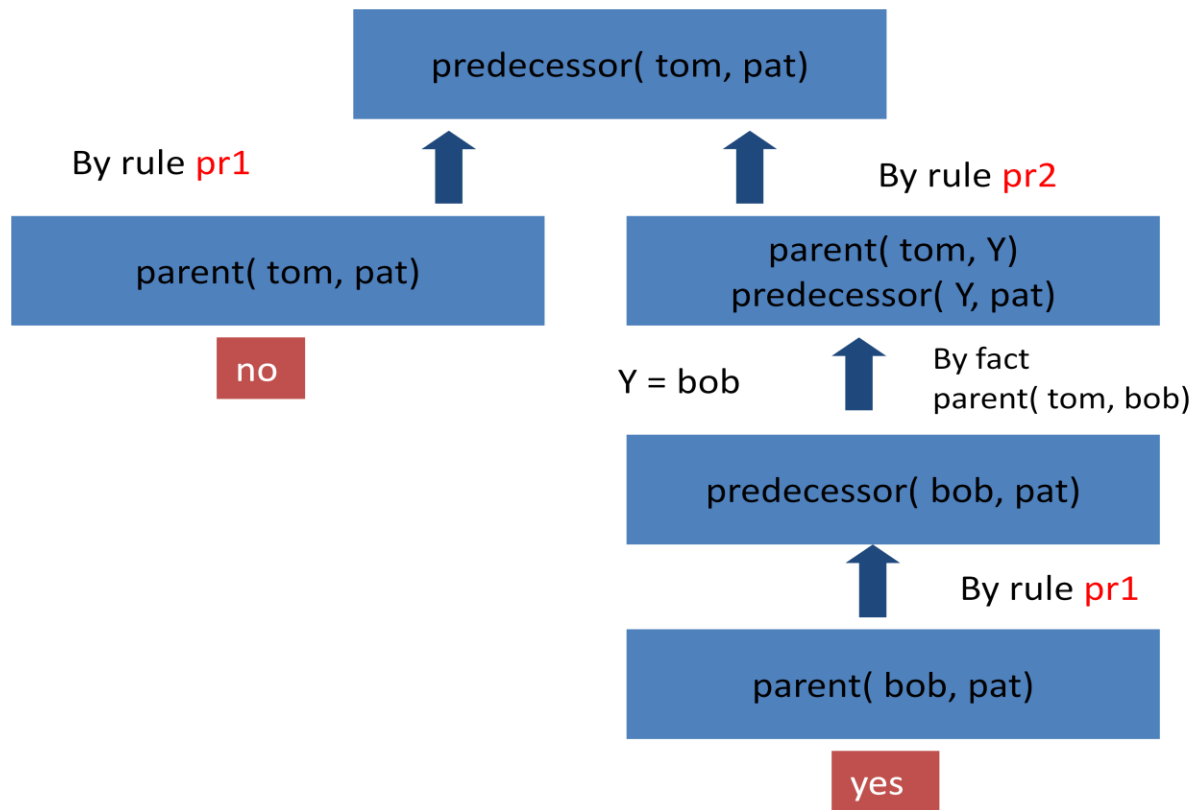 predecessor( tom, pat)
By rule pr1
By rule pr2
parent( tom, pat)
parent( tom, Y)
predecessor( Y, pat)
no
Y = bob
By fact
parent( tom, bob)
predecessor( bob, pat)
By rule pr1
parent( bob, pat)
yes